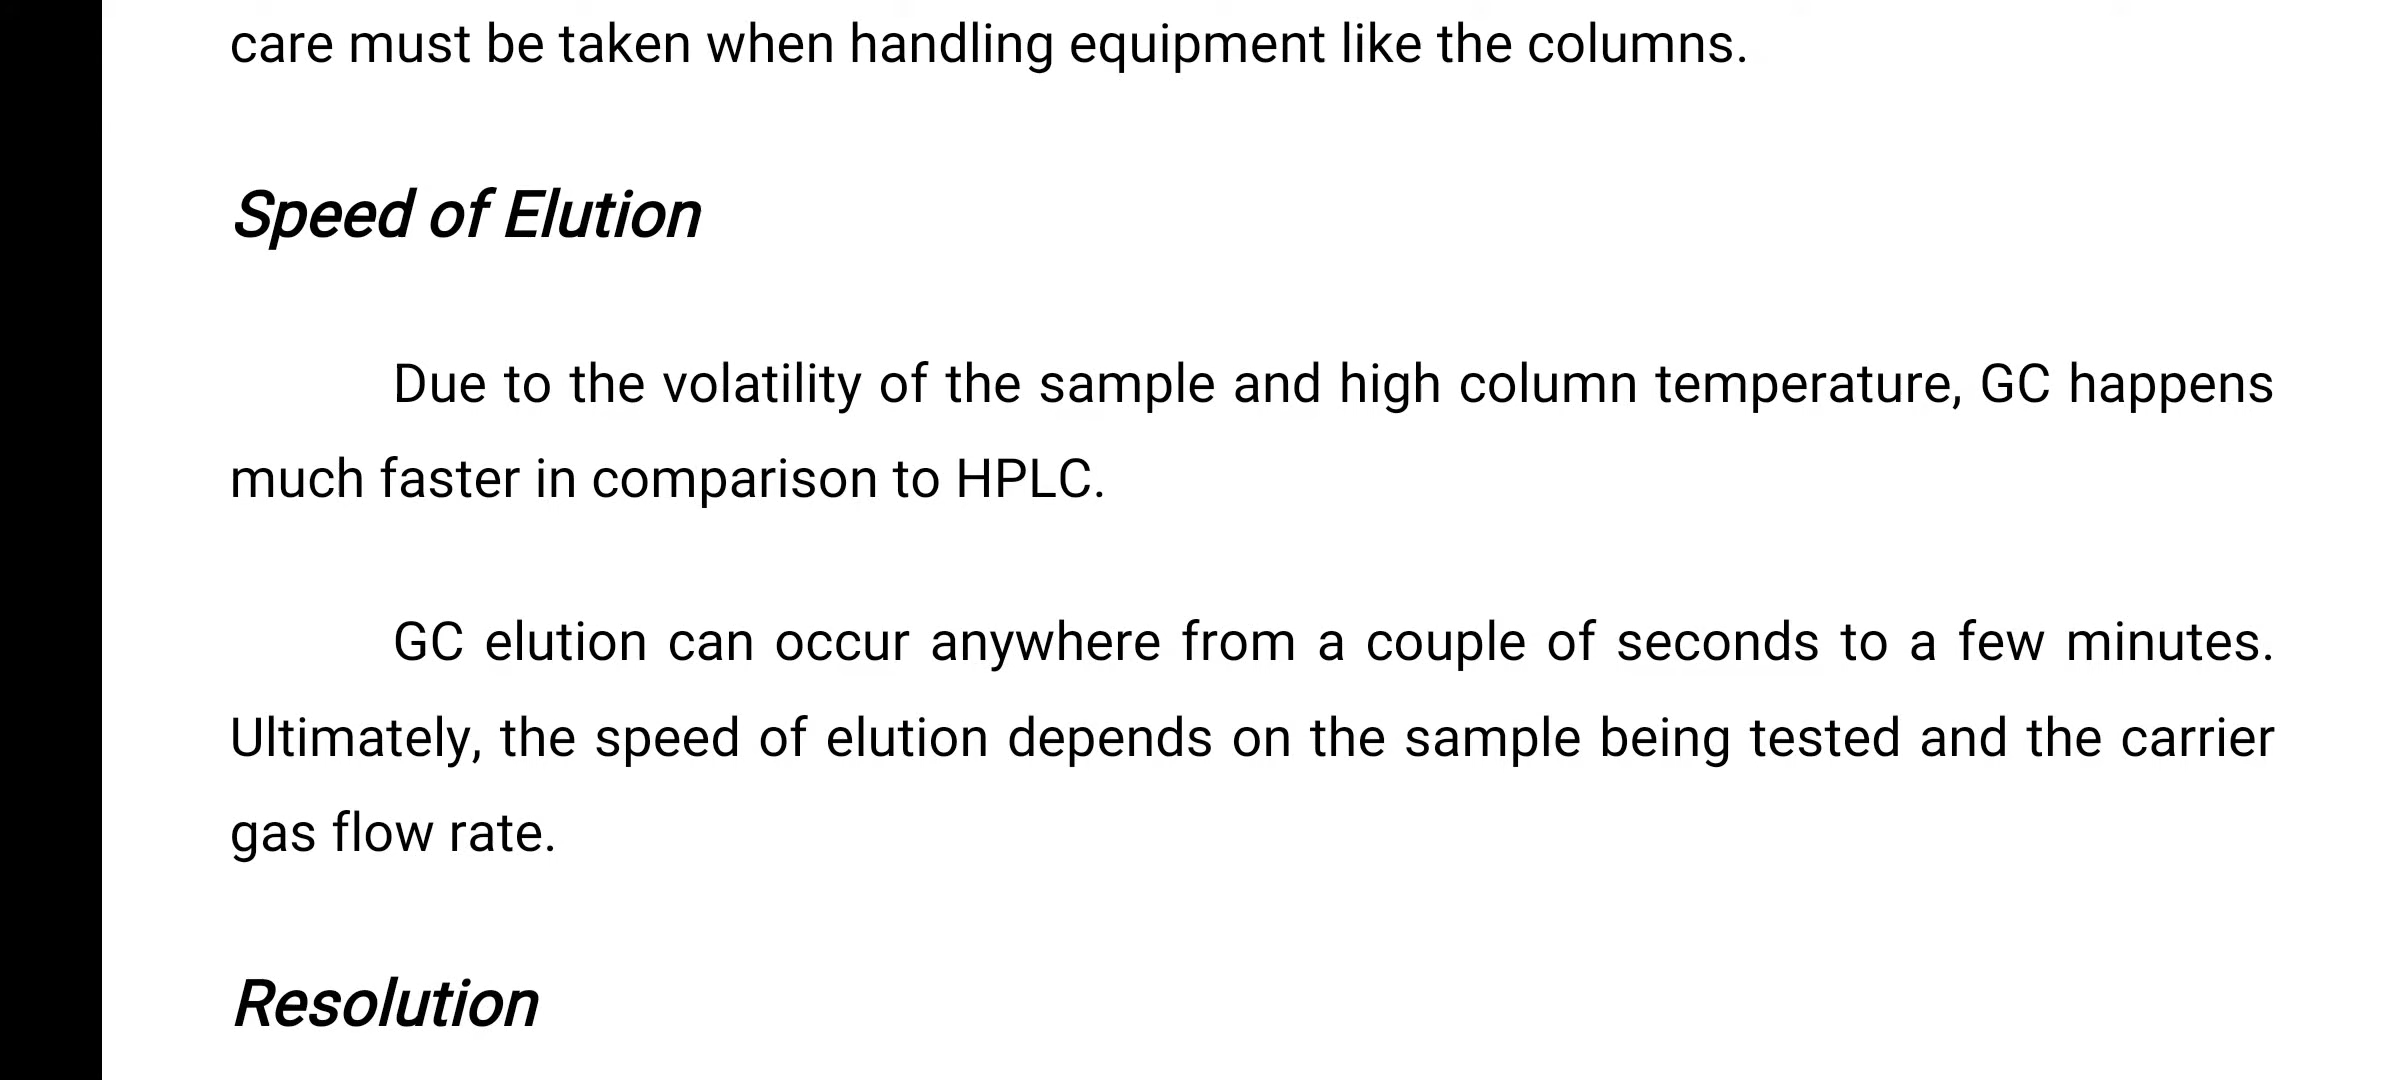 care must be taken when handling equipment like the columns.
Speed of Elution
Due to the volatility of the sample and high column temperature, GC happens
much faster in comparison to HPLC.
GC elution can occur anywhere from a couple of seconds to a few minutes.
Ultimately, the speed of elution depends on the sample being tested and the carrier
gas flow rate.
Resolution